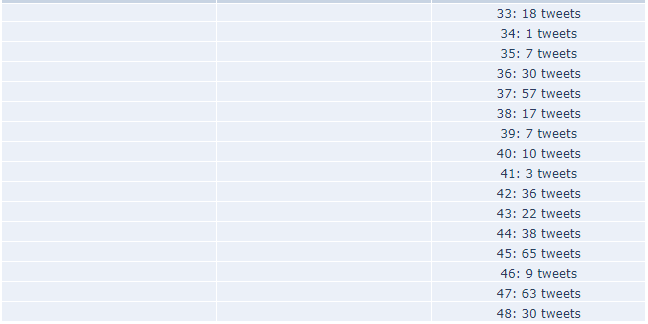 33: 18 tweets
34: 1 tweets
35: 7 tweets
36: 30 tweets
37: 57 tweets
38: 17 tweets
39: 7 tweets
40: 10 tweets
41: 3 tweets
42: 36 tweets
43: 22 tweets
44: 38 tweets
45: 65 tweets
46: 9 tweets
47: 63 tweets
48: 30 tweets